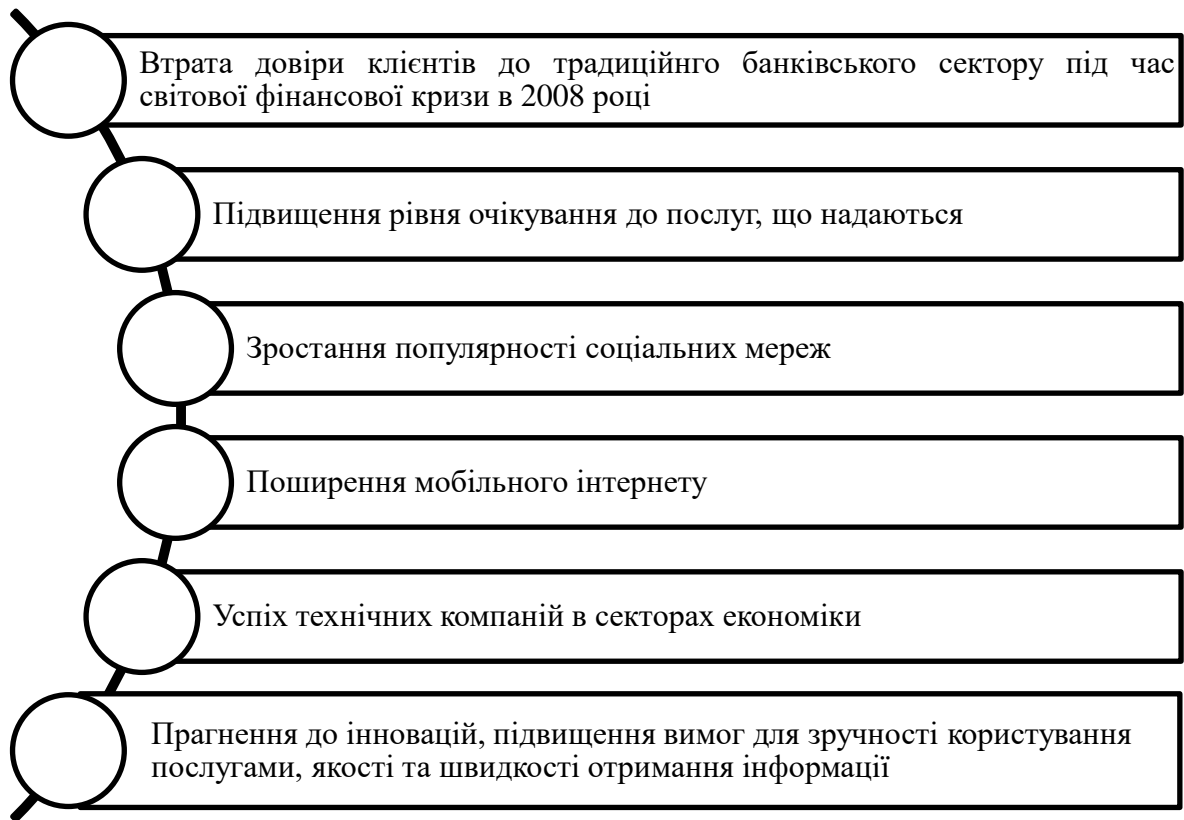 Втрата довіри клієнтів до традиційнго банківського сектору під час
світової фінансової кризи в 2008 році
Підвищення рівня очікування до послуг, що надаються
Зростання популярності соціальних мереж
Поширення мобільного інтернету
Успіх технічних компаній в секторах економіки
Прагнення до інновацій, підвищення вимог для зручності користування
послугами, якості та швидкості отримання інформації